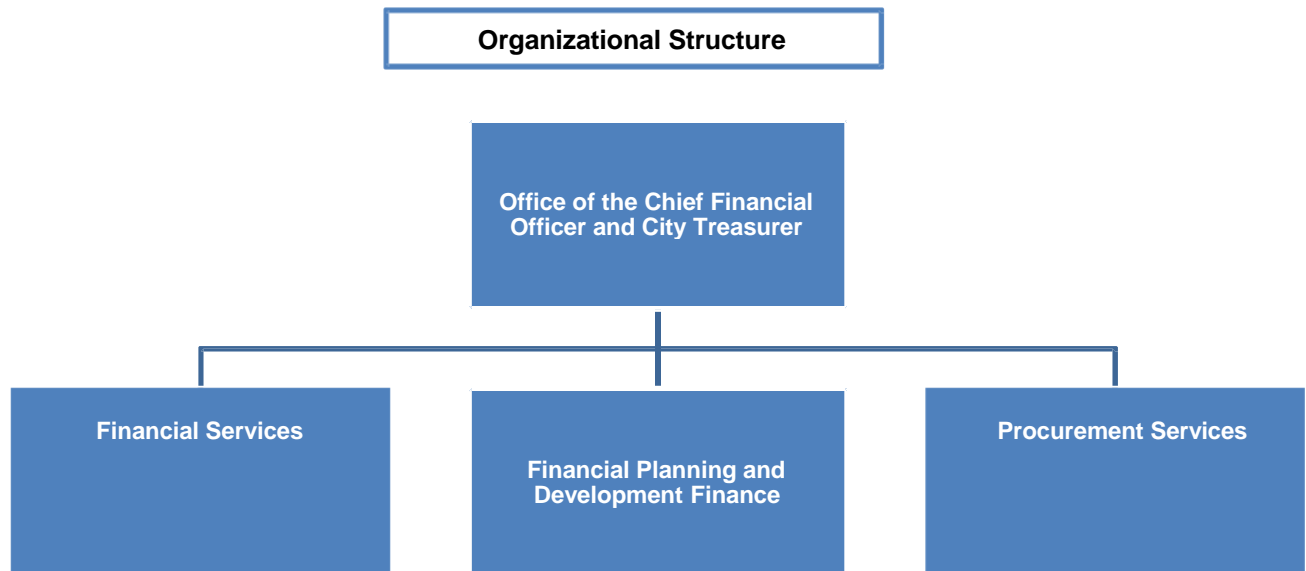 Organizational Structure
Office of the Chief Financial
Officer and City Treasurer
Financial Services
Financial Planning and
Development Finance
Procurement Services